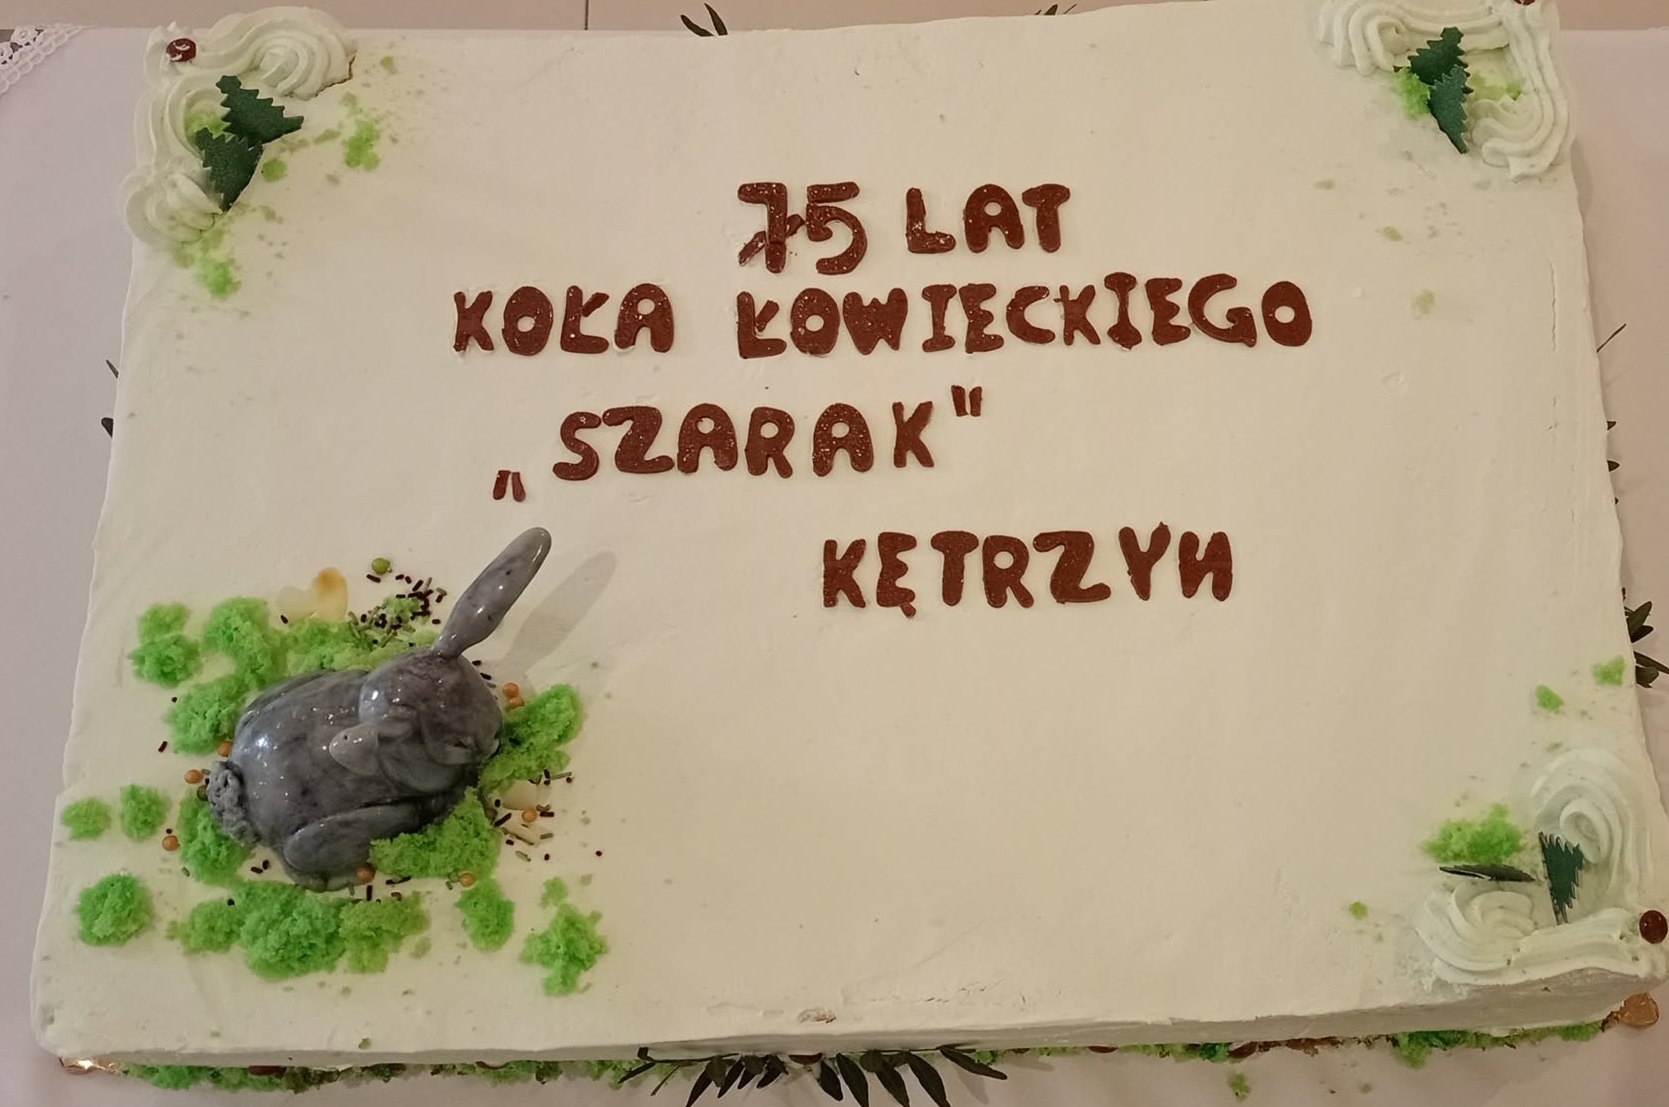 75 LAT
KOŁA ŁOWIECKIEGO
„SZARAK"
KĘTRZYN